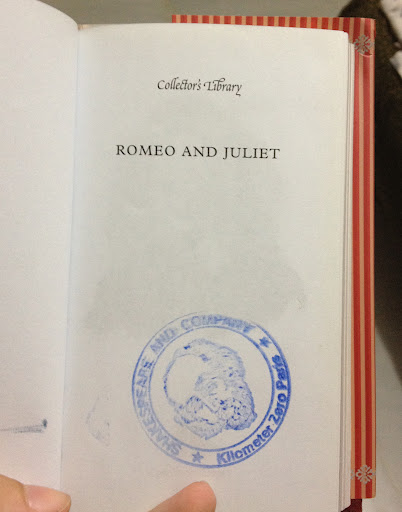 Collector's Library
ROMEO AND JULIET
★ SHAKESPEARE AND COMPANY ★
Kilometer Zero Paris